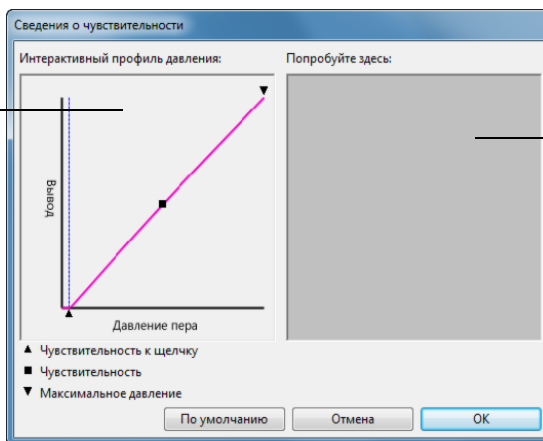 Сведения о чувствительности
Интерактивный профиль давления:
Попробуйте здесь:
Вывод
Давление пера
▲ Чувствительность к щелчку
■ Чувствительность
▼ Максимальное давление
По умолчанию
Отмена
OK